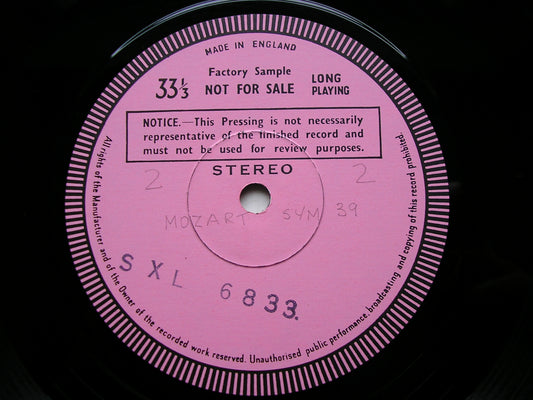 MADE IN ENGLAND
Factory Sample
33⅓ NOT FOR SALE LONG PLAYING
NOTICE.—This Pressing is not necessarily
representative of the finished record and
must not be used for review purposes.
STEREO
2 2
MOZART SYM 39
SXL 6833.
All rights of the Manufacturer and of the Owner of the recorded work reserved. Unauthorised public performance, broadcasting and copying of this record prohibited.